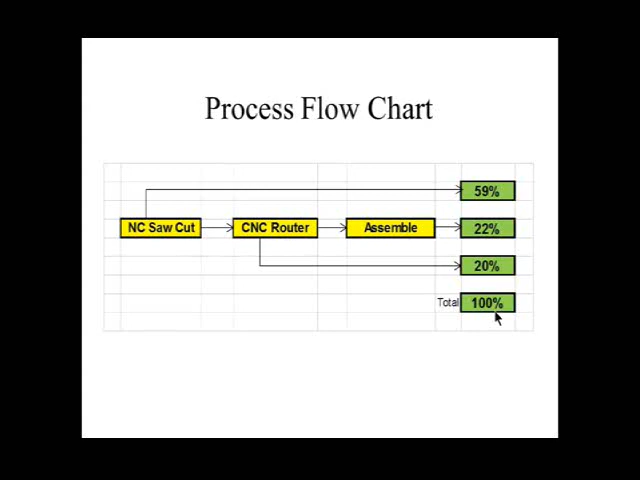 Process Flow Chart
59%
NC Saw Cut CNC Router Assemble 22%
20%
Total 100%